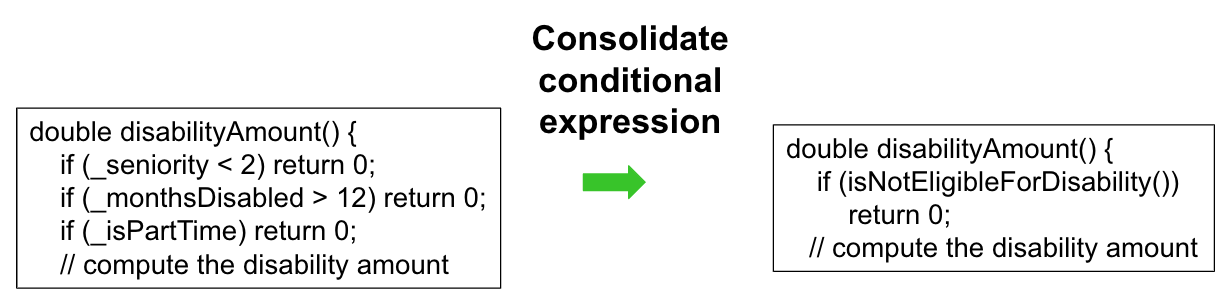 Consolidate
conditional
expression
double disabilityAmount() {
if (_seniority < 2) return 0;
if (_monthsDisabled > 12) return 0;
if (_isPartTime) return 0;
// compute the disability amount
double disabilityAmount() {
if (isNotEligibleForDisability())
return 0;
// compute the disability amount